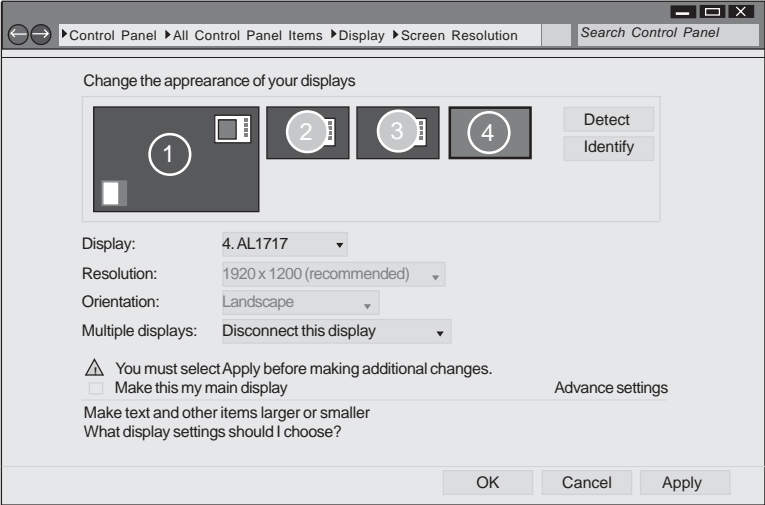 Control Panel All Control Panel Items Display Screen Resolution Search Control Panel
Change the apprearance of your displays
1 2 3 4 Detect
Identify
Display: 4. AL1717
Resolution: 1920 x 1200 (recommended)
Orientation: Landscape
Multiple displays: Disconnect this display
You must select Apply before making additional changes.
Make this my main display Advance settings
Make text and other items larger or smaller
What display settings should I choose?
OK Cancel Apply